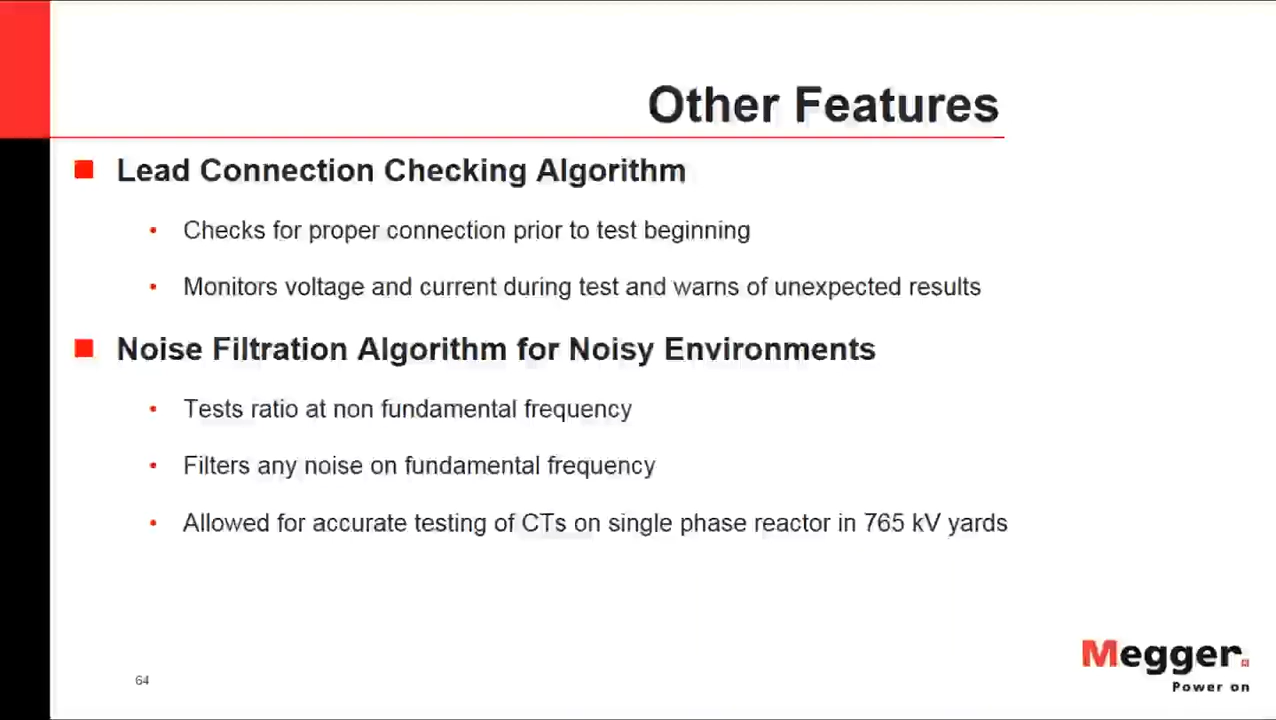 Other Features
Lead Connection Checking Algorithm
• Checks for proper connection prior to test beginning
• Monitors voltage and current during test and warns of unexpected results
Noise Filtration Algorithm for Noisy Environments
• Tests ratio at non fundamental frequency
• Filters any noise on fundamental frequency
• Allowed for accurate testing of CTs on single phase reactor in 765 kV yards
Megger.
Power on
64